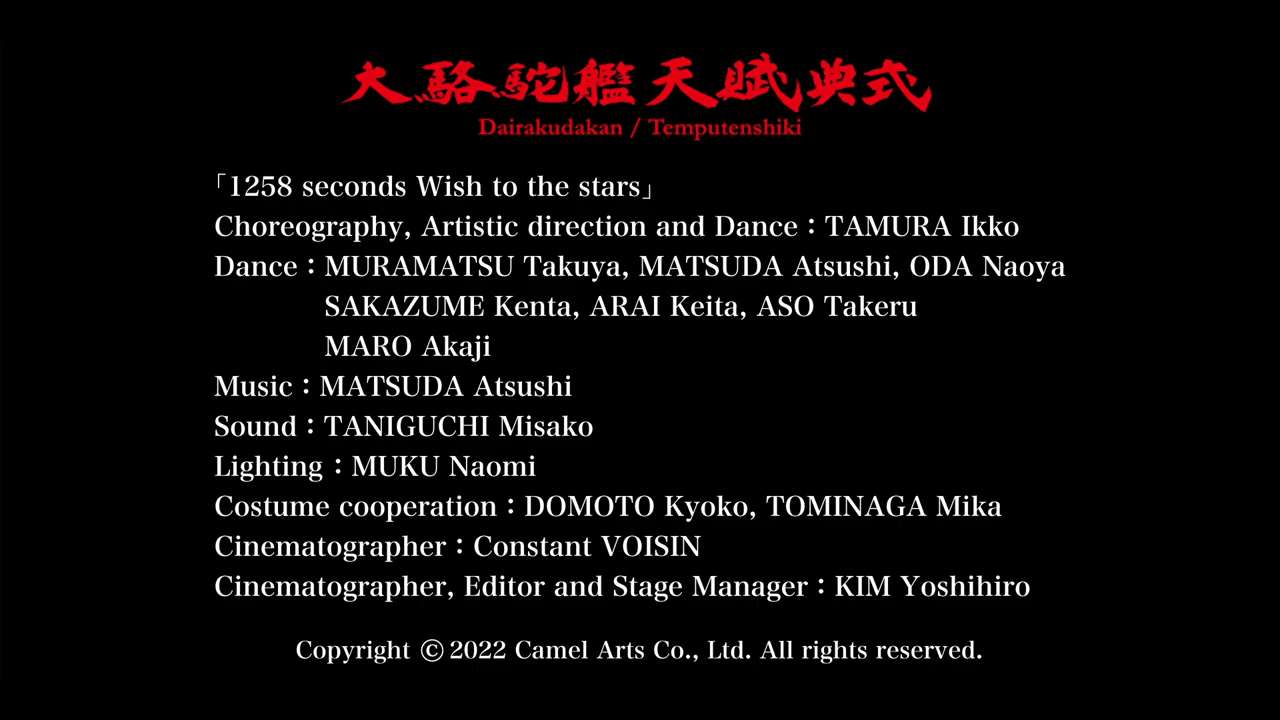 大駱駝艦天賦典式
Dairakudakan / Temputenshiki
「1258 seconds Wish to the stars」
Choreography, Artistic direction and Dance：TAMURA Ikko
Dance：MURAMATSU Takuya, MATSUDA Atsushi, ODA Naoya
SAKAZUME Kenta, ARAI Keita, ASO Takeru
MARO Akaji
Music：MATSUDA Atsushi
Sound：TANIGUCHI Misako
Lighting：MUKU Naomi
Costume cooperation：DOMOTO Kyoko, TOMINAGA Mika
Cinematographer：Constant VOISIN
Cinematographer, Editor and Stage Manager：KIM Yoshihiro
Copyright ©2022 Camel Arts Co., Ltd. All rights reserved.